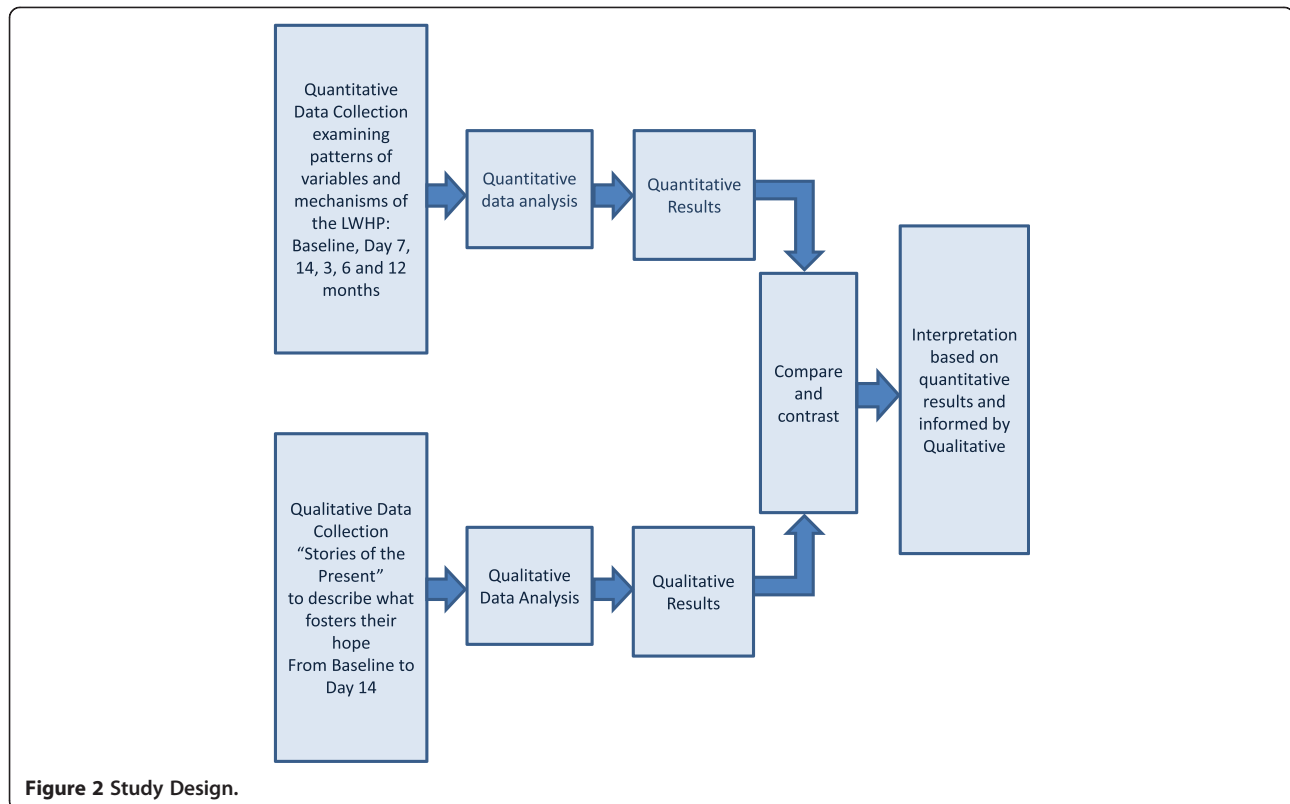 Quantitative
Data Collection
examining
patterns of
variables and
mechanisms of
the LWHP:
Baseline, Day 7,
14, 3, 6 and 12
months
Quantitative
data analysis
Quantitative
Results
Compare
and
contrast
Interpretation
based on
quantitative
results and
informed by
Qualitative
Qualitative Data
Collection
“Stories of the
Present”
to describe what
fosters their
hope
From Baseline to
Day 14
Qualitative
Data Analysis
Qualitative
Results
Figure 2 Study Design.